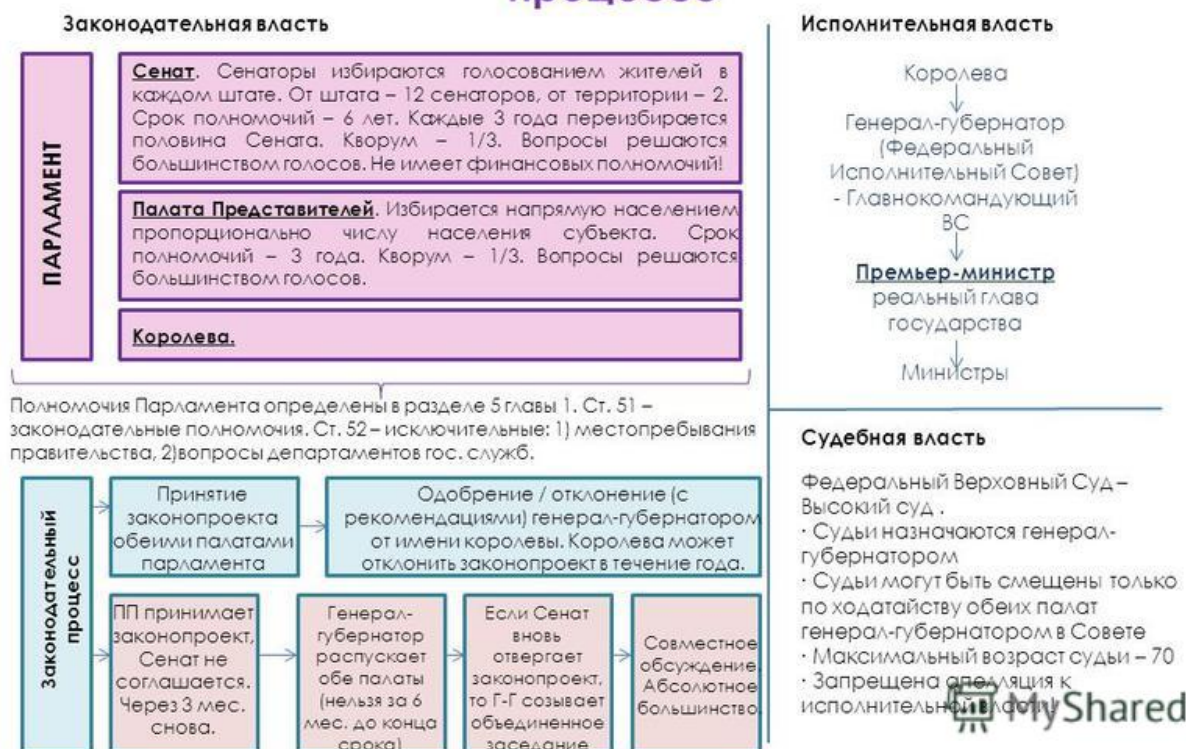 Законодательная власть
ПАРЛАМЕНТ
Сенат. Сенаторы избираются голосованием жителей в
каждом штате. От штата – 12 сенаторов, от территории – 2.
Срок полномочий – 6 лет. Каждые 3 года переизбирается
половина Сената. Кворум – 1/3. Вопросы решаются
большинством голосов. Не имеет финансовых полномочий!
Палата Представителей. Избирается напрямую населением
пропорционально числу населения субъекта. Срок
полномочий – 3 года. Кворум – 1/3. Вопросы решаются
большинством голосов.
Королева.
Полномочия Парламента определены в разделе 5 главы 1. Ст. 51 –
законодательные полномочия. Ст. 52 – исключительные: 1) местопребывания
правительства, 2)вопросы департаментов гос. служб.
Законодательный
процесс
Принятие
законопроекта
обеими палатами
парламента
Одобрение / отклонение (с
рекомендациями) генерал-губернатором
от имени королевы. Королева может
отклонить законопроект в течение года.
ПП принимает
законопроект,
Сенат не
соглашается.
Через 3 мес.
снова.
Генерал-
губернатор
распускает
обе палаты
(нельзя за 6
мес. до конца
срока)
Если Сенат
вновь
отвергает
законопроект,
то Г-Г созывает
объединенное
заседание
Совместное
обсуждение.
Абсолютное
большинство.
Исполнительная власть
Королева
Генерал-губернатор
(Федеральный
Исполнительный Совет)
- Главнокомандующий
ВС
Премьер-министр
реальный глава
государства
Министры
Судебная власть
Федеральный Верховный Суд –
Высокий суд .
· Судьи назначаются генерал-
губернатором
· Судьи могут быть смещены только
по ходатайству обеих палат
генерал-губернатором в Совете
· Максимальный возраст судьи – 70
· Запрещена апелляция к
исполнительной власти!
MyShared